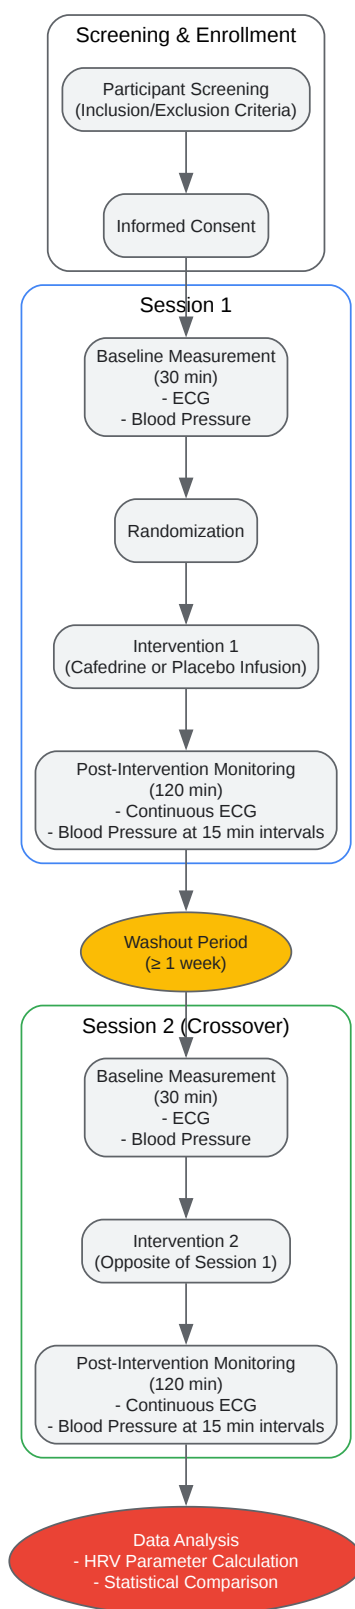 Screening & Enrollment
Participant Screening
(Inclusion/Exclusion Criteria)
Informed Consent
Session 1
Baseline Measurement
(30 min)
- ECG
- Blood Pressure
Randomization
Intervention 1
(Cafedrine or Placebo Infusion)
Post-Intervention Monitoring
(120 min)
- Continuous ECG
- Blood Pressure at 15 min intervals
Washout Period
(≥ 1 week)
Session 2 (Crossover)
Baseline Measurement
(30 min)
- ECG
- Blood Pressure
Intervention 2
(Opposite of Session 1)
Post-Intervention Monitoring
(120 min)
- Continuous ECG
- Blood Pressure at 15 min intervals
Data Analysis
- HRV Parameter Calculation
- Statistical Comparison